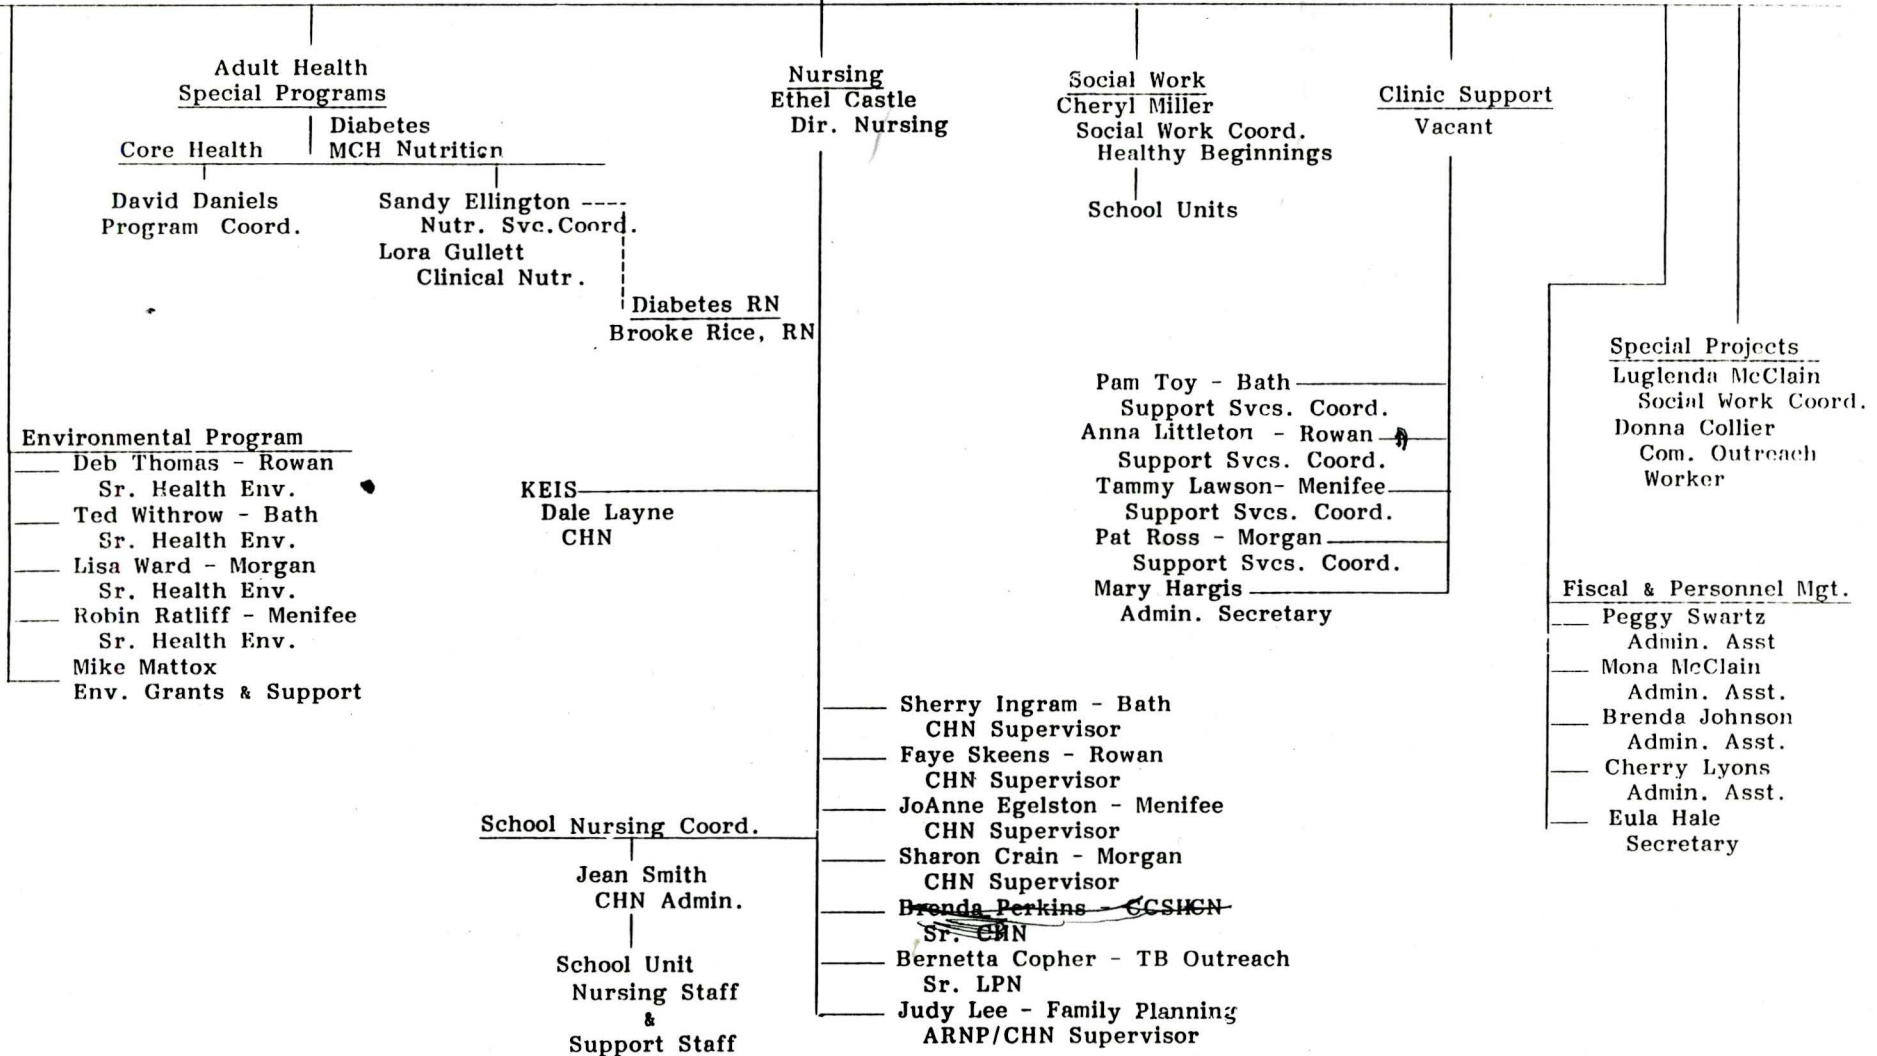 Adult Health
Special Programs
Diabetes
Core Health
MCH Nutrition
David Daniels
Program Coord.
Sandy Ellington ----
Nutr. Svc.Coord.
Lora Gullett
Clinical Nutr.
Diabetes RN
Brooke Rice, RN
Nursing
Ethel Castle
Dir. Nursing
Social Work
Cheryl Miller
Social Work Coord.
Healthy Beginnings
School Units
Clinic Support
Vacant
Special Projects
Luglenda McClain
Social Work Coord.
Donna Collier
Com. Outreach
Worker
Environmental Program
Deb Thomas - Rowan
Sr. Health Env.
Ted Withrow - Bath
Sr. Health Env.
Lisa Ward - Morgan
Sr. Health Env.
Robin Ratliff - Menifee
Sr. Health Env.
Mike Mattox
Env. Grants & Support
KEIS
Dale Layne
CHN
Pam Toy - Bath
Support Svcs. Coord.
Anna Littleton - Rowan
Support Svcs. Coord.
Tammy Lawson- Menifee
Support Svcs. Coord.
Pat Ross - Morgan
Support Svcs. Coord.
Mary Hargis
Admin. Secretary
Fiscal & Personnel Mgt.
Peggy Swartz
Admin. Asst
Mona McClain
Admin. Asst.
Brenda Johnson
Admin. Asst.
Cherry Lyons
Admin. Asst.
Eula Hale
Secretary
Sherry Ingram - Bath
CHN Supervisor
Faye Skeens - Rowan
CHN Supervisor
JoAnne Egelston - Menifee
CHN Supervisor
Sharon Crain - Morgan
CHN Supervisor
Brenda Perkins - CCSHCN
Sr. CHN
Bernetta Copher - TB Outreach
Sr. LPN
Judy Lee - Family Planning
ARNP/CHN Supervisor
School Nursing Coord.
Jean Smith
CHN Admin.
School Unit
Nursing Staff
&
Support Staff